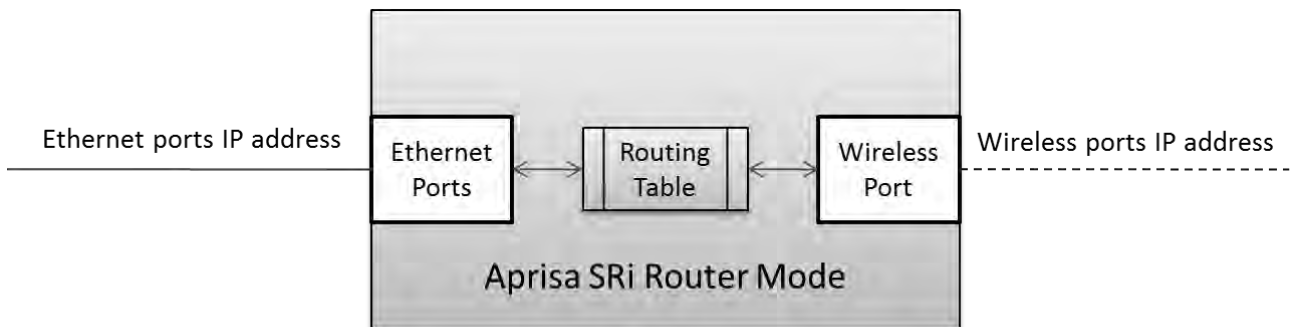 Ethernet ports IP address
Ethernet
Ports
Routing
Table
Wireless
Port
Wireless ports IP address
Aprisa SRi Router Mode